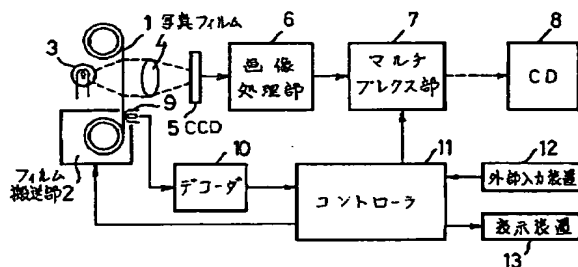 1 写真フィルム
3
4
6
7
8
画像
処理部
マルチ
プレクス部
CD
9
5 CCD
フィルム
搬送部2
10
デコーダ
11
コントローラ
12
外部入力装置
表示装置
13